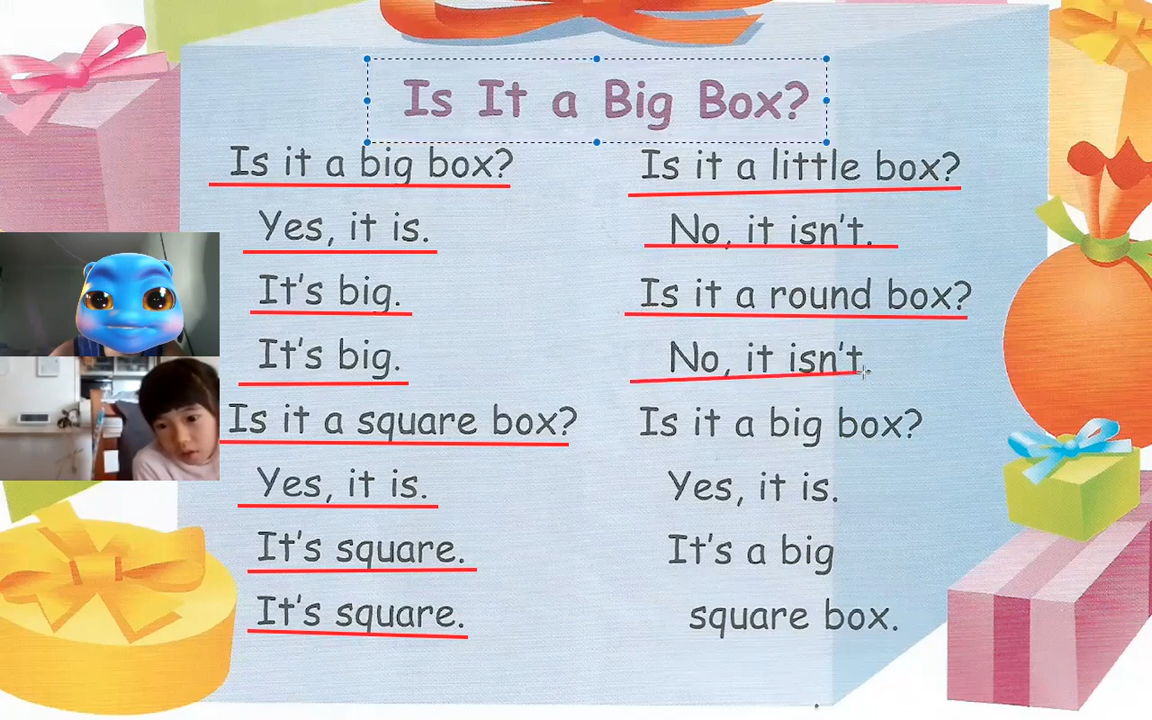 Is It a Big Box?
Is it a big box?
Yes, it is.
It's big.
It's big.
Is it a square box?
Yes, it is.
It's square.
It's square.
Is it a little box?
No, it isn't.
Is it a round box?
No, it isn't.
Is it a big box?
Yes, it is.
It's a big
square box.